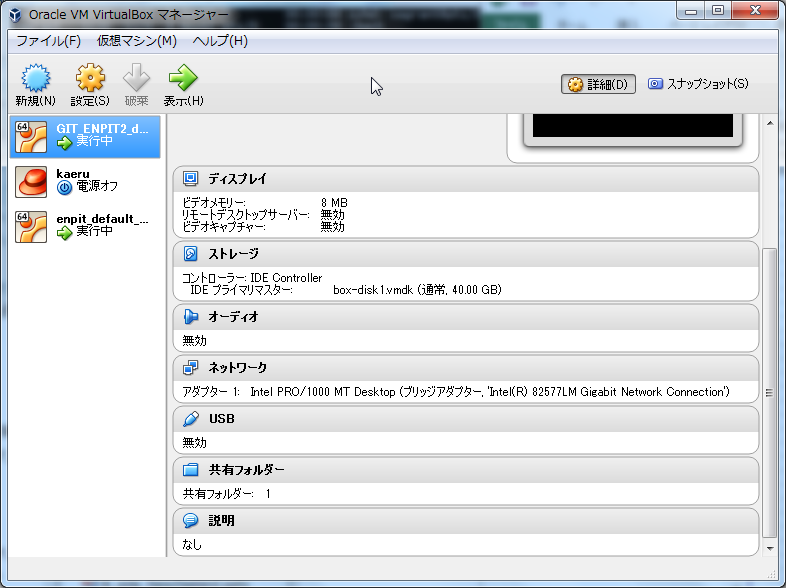 Oracle VM VirtualBox マネージャー
ファイル(F) 仮想マシン(M) ヘルプ(H)
新規(N) 設定(S) 破棄 表示(H) 詳細(D) スナップショット(S)
64 GIT_ENPIT2_d...
実行中
kaeru
電源オフ
64 enpit_default_...
実行中
ディスプレイ
ビデオメモリー: 8 MB
リモートデスクトップサーバー: 無効
ビデオキャプチャー: 無効
ストレージ
コントローラー: IDE Controller
IDE プライマリマスター: box-disk1.vmdk (通常, 40.00 GB)
オーディオ
無効
ネットワーク
アダプター 1: Intel PRO/1000 MT Desktop (ブリッジアダプター, 'Intel(R) 82577LM Gigabit Network Connection')
USB
無効
共有フォルダー
共有フォルダー: 1
説明
なし